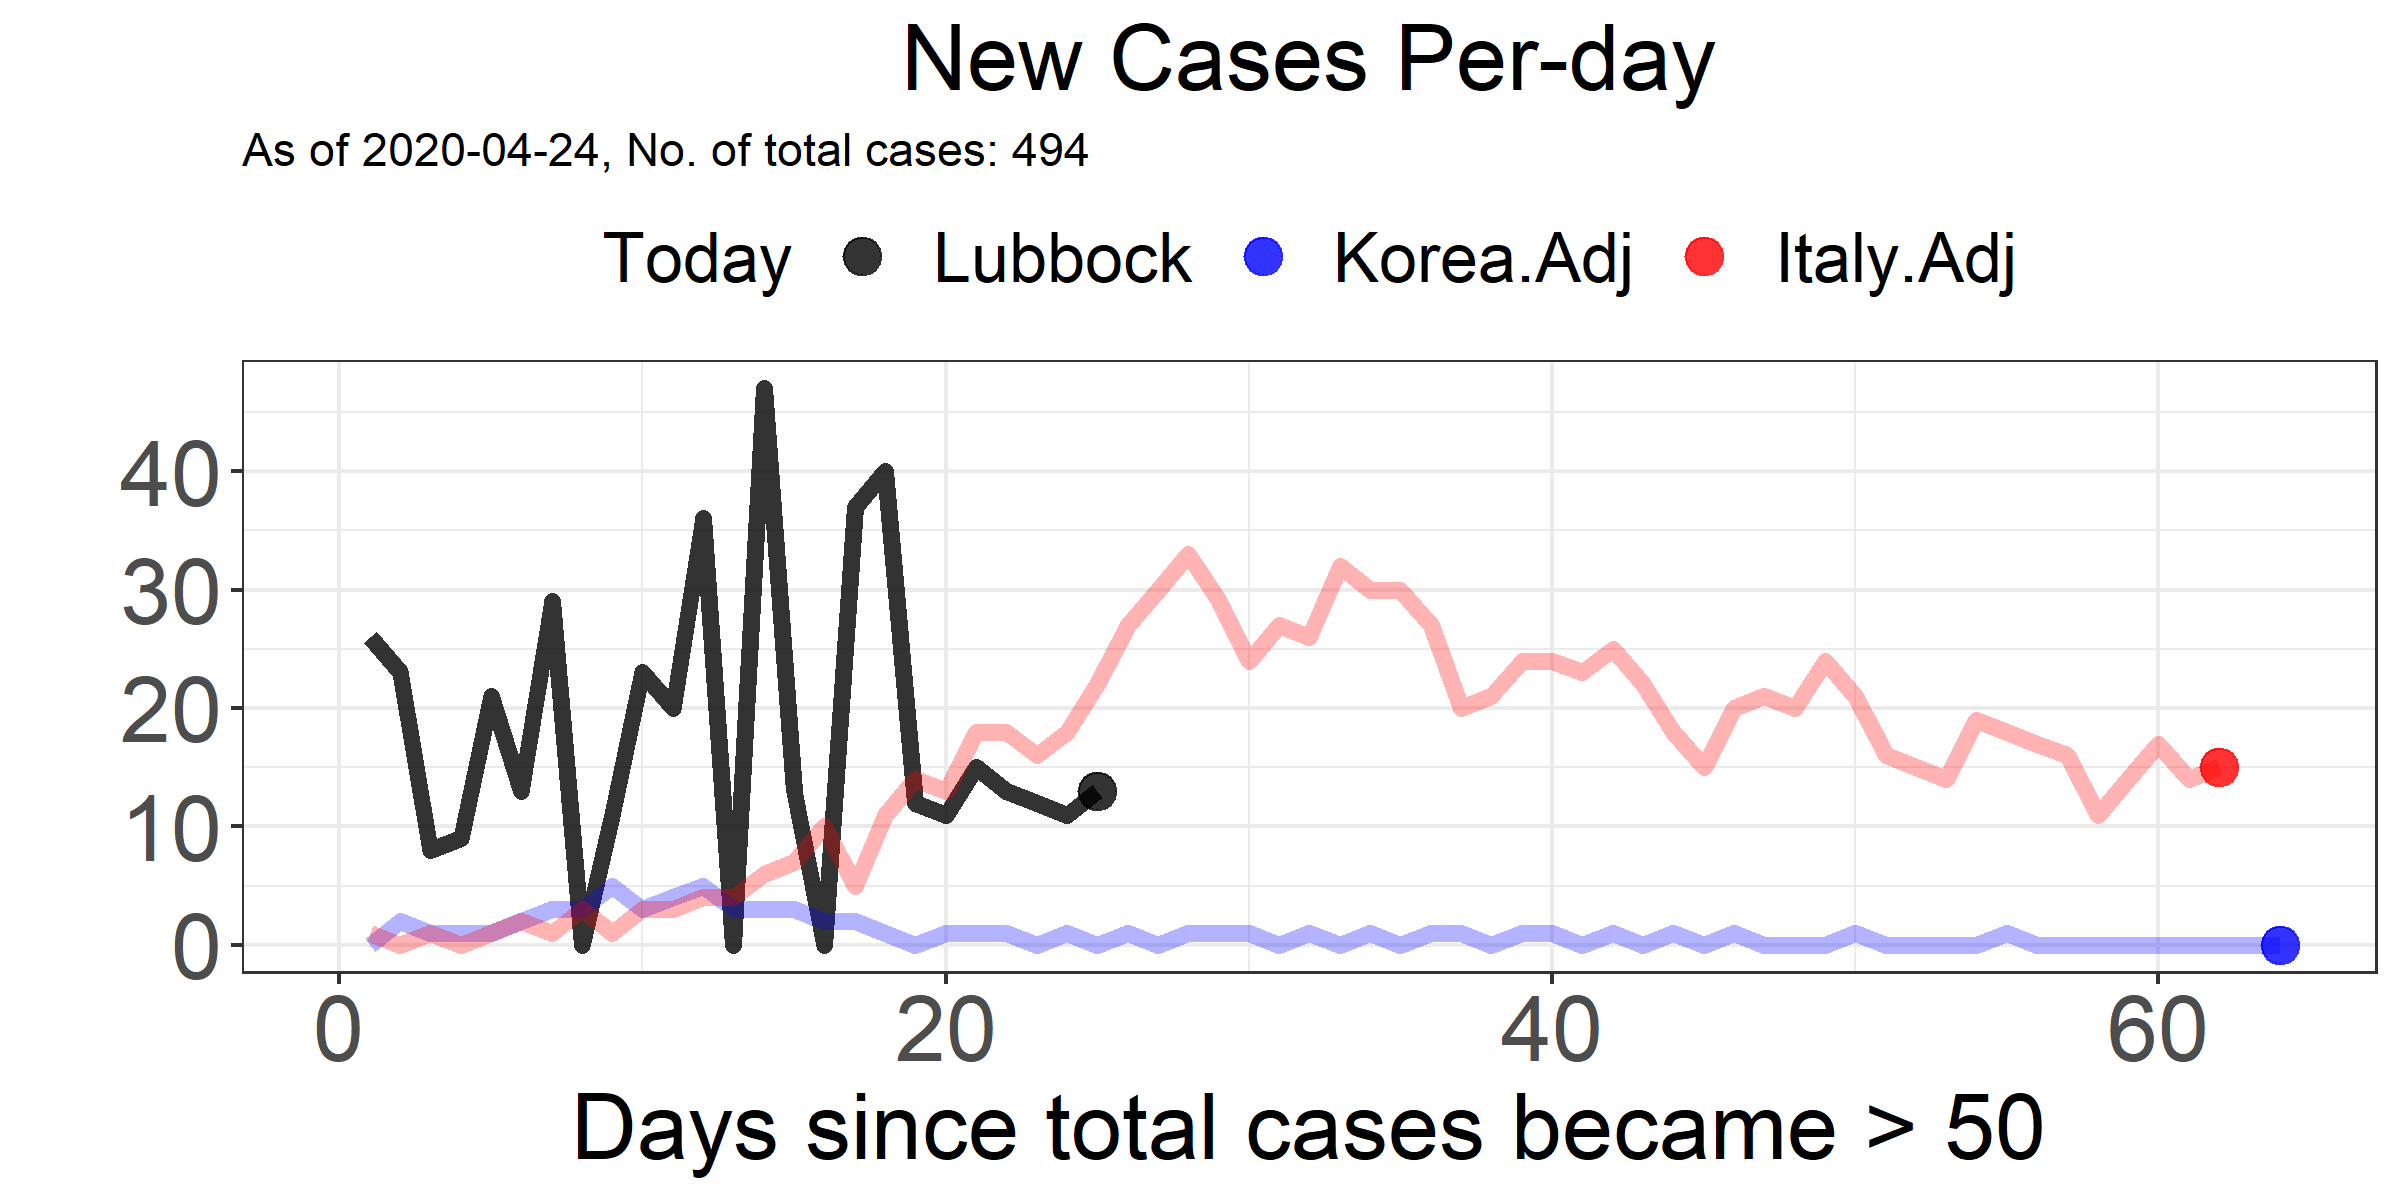 New Cases Per-day
As of 2020-04-24, No. of total cases: 494
Today Lubbock Korea.Adj Italy.Adj
40
30
20
10
0
0 20 40 60
Days since total cases became > 50